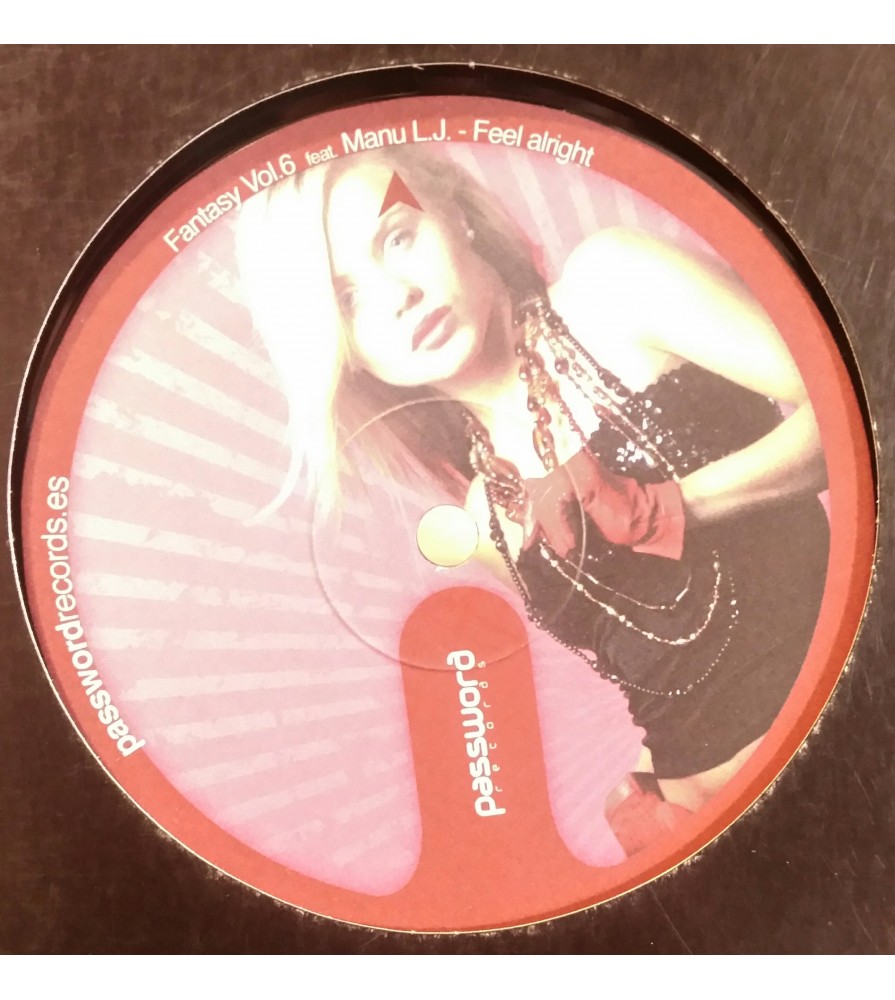 Fantasy Vol.6 feat. Manu L.J. - Feel alright
passwordrecords.es
password
records